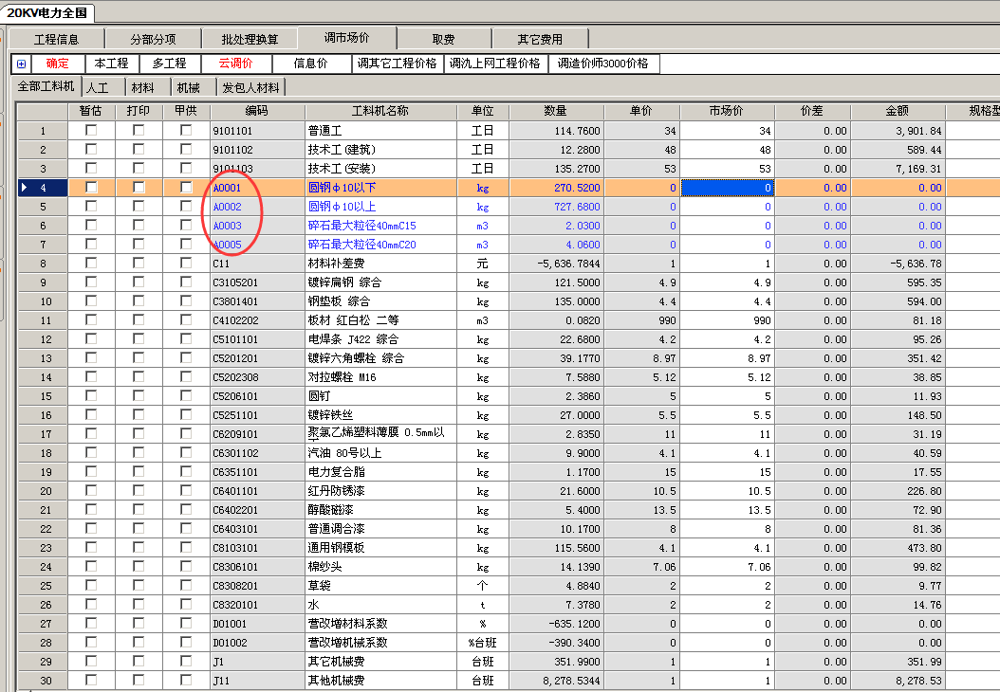 20KV电力全国
工程信息 分部分项 批处理换算 调市场价 取费 其它费用
确定 本工程 多工程 云调价 信息价 调其它工程价格 调氿上网工程价格 调造价师3000价格
全部工料机 人工 材料 机械 发包人材料
暂估 打印 甲供 编码 工料机名称 单位 数量 单价 市场价 价差 金额 规格型
1 9101101 普通工 工日 114.7600 34 34 0.00 3,901.84
2 9101102 技术工(建筑) 工日 12.2800 48 48 0.00 589.44
3 9101103 技术工(安装) 工日 135.2700 53 53 0.00 7,169.31
4 A0001 圆钢φ10以下 kg 270.5200 0 0 0.00 0.00
5 A0002 圆钢φ10以上 kg 727.6800 0 0 0.00 0.00
6 A0003 碎石最大粒径40mmC15 m3 2.0300 0 0 0.00 0.00
7 A0005 碎石最大粒径40mmC20 m3 4.0600 0 0 0.00 0.00
8 C11 材料补差费 元 -5,636.7844 1 1 0.00 -5,636.78
9 C3105201 镀锌扁钢 综合 kg 121.5000 4.9 4.9 0.00 595.35
10 C3801401 钢垫板 综合 kg 135.0000 4.4 4.4 0.00 594.00
11 C4102202 板材 红白松 二等 m3 0.0820 990 990 0.00 81.18
12 C5101101 电焊条 J422 综合 kg 22.6800 4.2 4.2 0.00 95.26
13 C5201201 镀锌六角螺栓 综合 kg 39.1770 8.97 8.97 0.00 351.42
14 C5202308 对拉螺栓 M16 kg 7.5880 5.12 5.12 0.00 38.85
15 C5206101 圆钉 kg 2.3860 5 5 0.00 11.93
16 C5251101 镀锌铁丝 kg 27.0000 5.5 5.5 0.00 148.50
17 C6209101 聚氯乙烯塑料薄膜 0.5mm以 kg 2.8350 11 11 0.00 31.19
18 C6301102 汽油 80号以上 kg 9.9000 4.1 4.1 0.00 40.59
19 C6351101 电力复合脂 kg 1.1700 15 15 0.00 17.55
20 C6401101 红丹防锈漆 kg 21.6000 10.5 10.5 0.00 226.80
21 C6402201 醇酸磁漆 kg 5.4000 13.5 13.5 0.00 72.90
22 C6403101 普通调合漆 kg 10.1700 8 8 0.00 81.36
23 C8103101 通用钢模板 kg 115.5600 4.1 4.1 0.00 473.80
24 C8306101 棉纱头 kg 14.1390 7.06 7.06 0.00 99.82
25 C8308201 草袋 个 4.8840 2 2 0.00 9.77
26 C8320101 水 t 7.3780 2 2 0.00 14.76
27 D01001 营改增材料系数 % -635.1200 0 0 0.00 0.00
28 D01002 营改增机械系数 %台班 -390.3400 0 0 0.00 0.00
29 J1 其它机械费 台班 351.9900 1 1 0.00 351.99
30 J11 其他机械费 台班 8,278.5344 1 1 0.00 8,278.53